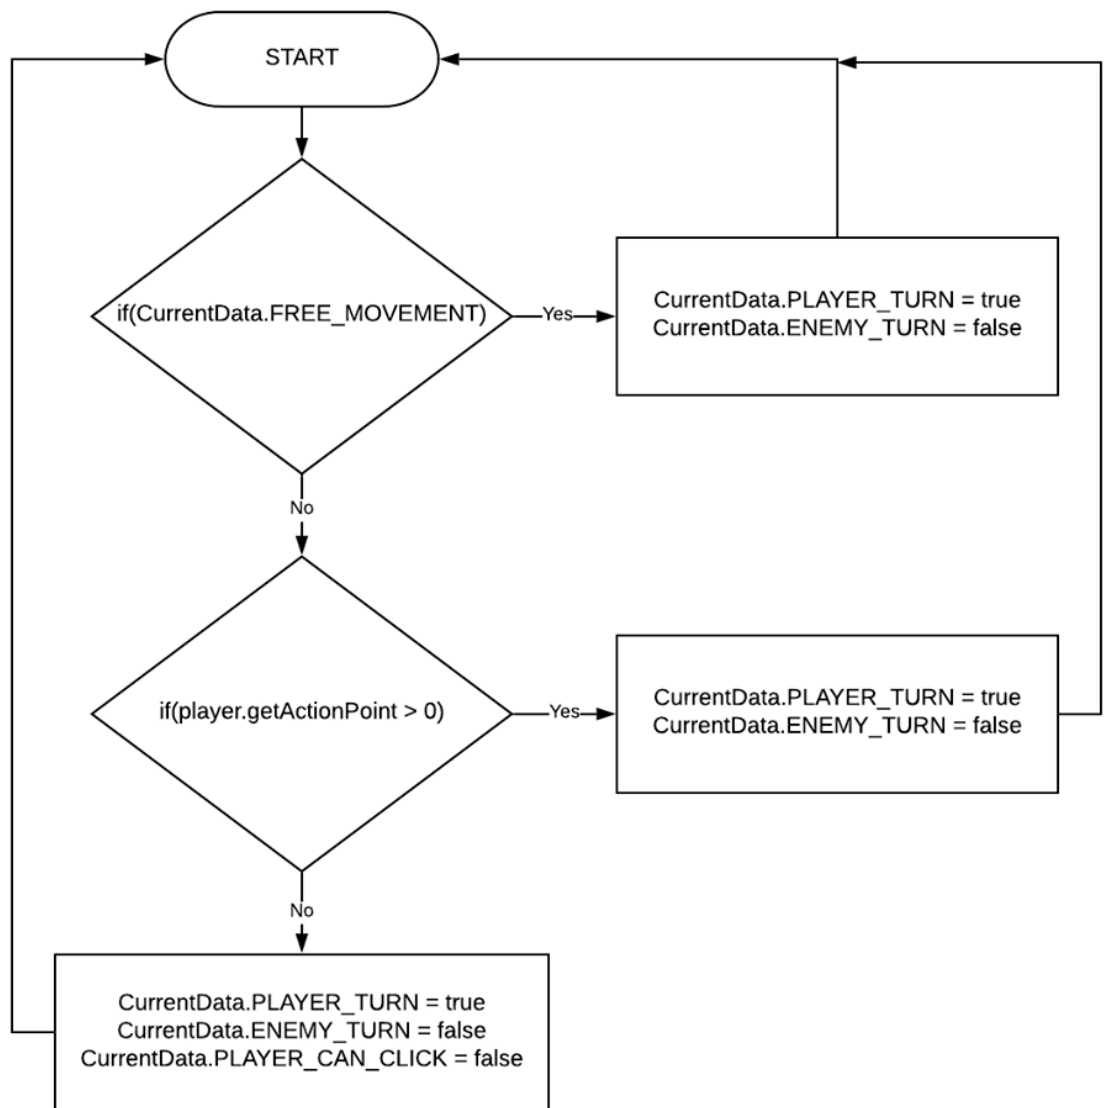 START
if(CurrentData.FREE_MOVEMENT)
Yes
CurrentData.PLAYER_TURN = true
CurrentData.ENEMY_TURN = false
No
if(player.getActionPoint > 0)
Yes
CurrentData.PLAYER_TURN = true
CurrentData.ENEMY_TURN = false
No
CurrentData.PLAYER_TURN = true
CurrentData.ENEMY_TURN = false
CurrentData.PLAYER_CAN_CLICK = false